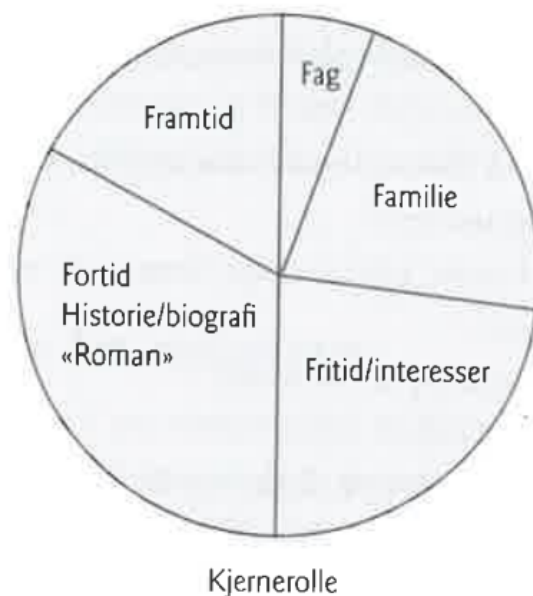 Fag
Framtid
Familie
Fortid
Historie/biografi
«Roman»
Fritid/interesser
Kjernerolle